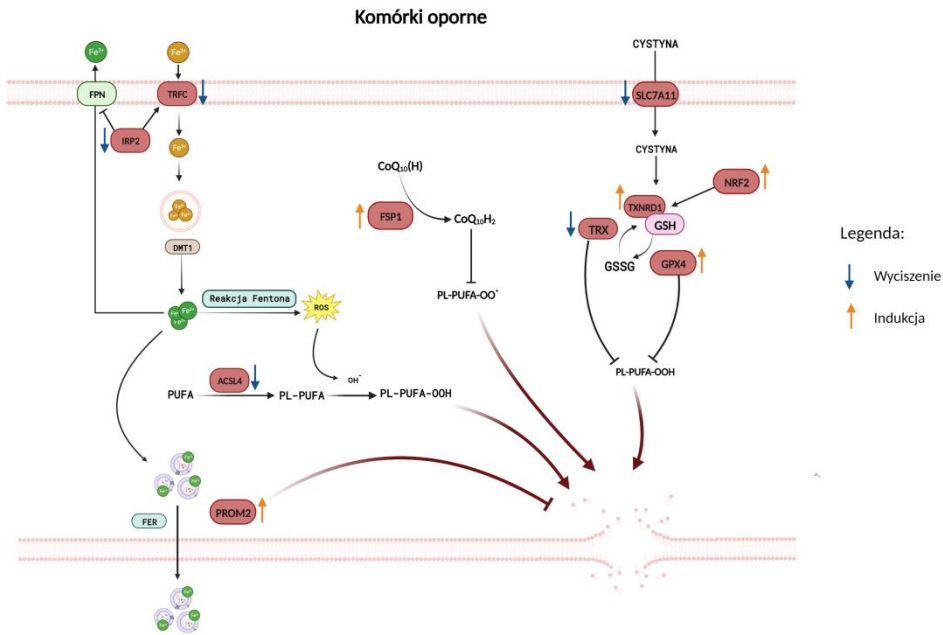 Komórki oporne
Fe²⁺
Fe³⁺
CYSTYNA
FPN
TRFC
SLC7A11
IRP2
Fe³⁺
CYSTYNA
CoQ₁₀(H)
NRF2
TXNRD1
FSP1
CoQ₁₀H₂
TRX
GSH
DMT1
GSSG
GPX4
Legenda:
Wyciszenie
Reakcja Fentona
ROS
PL-PUFA-OO˙
Indukcja
OH⁻
ACSL4
PUFA
PL-PUFA
PL-PUFA-OOH
PL-PUFA-OOH
PROM2
FER